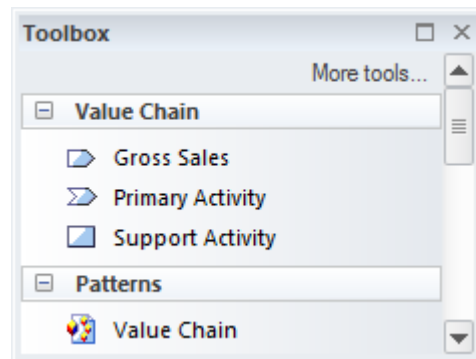 Toolbox
More tools...
Value Chain
Gross Sales
Primary Activity
Support Activity
Patterns
Value Chain